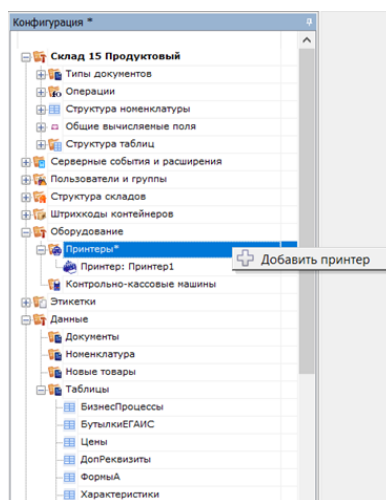 Конфигурация *
Склад 15 Продуктовый
Типы документов
Операции
Структура номенклатуры
Общие вычисляемые поля
Структура таблиц
Серверные события и расширения
Пользователи и группы
Структура складов
Штрихкоды контейнеров
Оборудование
Принтеры*
Добавить принтер
Принтер: Принтер1
Контрольно-кассовые машины
Этикетки
Данные
Документы
Номенклатура
Новые товары
Таблицы
БизнесПроцессы
БутылкиЕГАИС
Цены
ДопРеквизиты
ФормыА
Характеристики